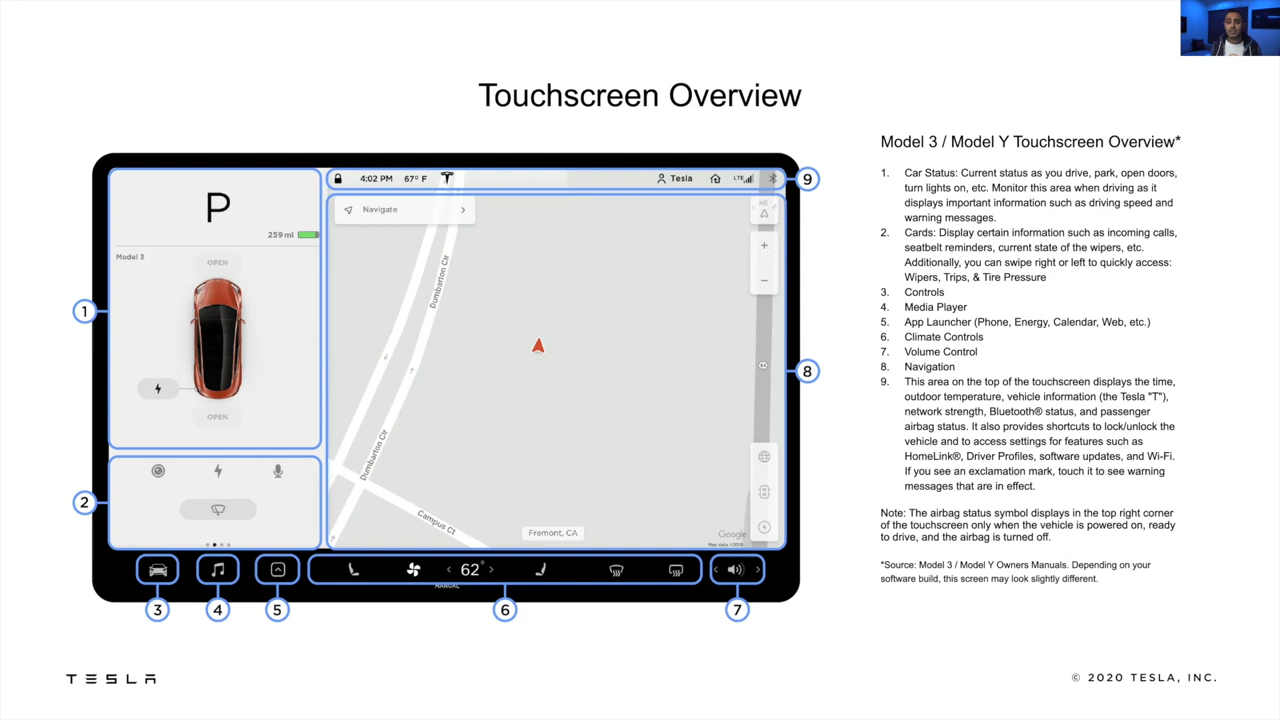 Touchscreen Overview
P
259 mi
Model 3
OPEN
OPEN
4:02 PM
67° F
Tesla
LTE
Navigate
NE
Dumbarton Cir
Dumbarton Cir
Campus Ct
Fremont, CA
Google
Map data ©2019
62°
MANUAL
1
2
3
4
5
6
7
8
9
Model 3 / Model Y Touchscreen Overview*
1. Car Status: Current status as you drive, park, open doors,
turn lights on, etc. Monitor this area when driving as it
displays important information such as driving speed and
warning messages.
2. Cards: Display certain information such as incoming calls,
seatbelt reminders, current state of the wipers, etc.
Additionally, you can swipe right or left to quickly access:
Wipers, Trips, & Tire Pressure
3. Controls
4. Media Player
5. App Launcher (Phone, Energy, Calendar, Web, etc.)
6. Climate Controls
7. Volume Control
8. Navigation
9. This area on the top of the touchscreen displays the time,
outdoor temperature, vehicle information (the Tesla "T"),
network strength, Bluetooth® status, and passenger
airbag status. It also provides shortcuts to lock/unlock the
vehicle and to access settings for features such as
HomeLink®, Driver Profiles, software updates, and Wi-Fi.
If you see an exclamation mark, touch it to see warning
messages that are in effect.
Note: The airbag status symbol displays in the top right corner
of the touchscreen only when the vehicle is powered on, ready
to drive, and the airbag is turned off.
*Source: Model 3 / Model Y Owners Manuals. Depending on your
software build, this screen may look slightly different.
TESLA
© 2020 TESLA, INC.